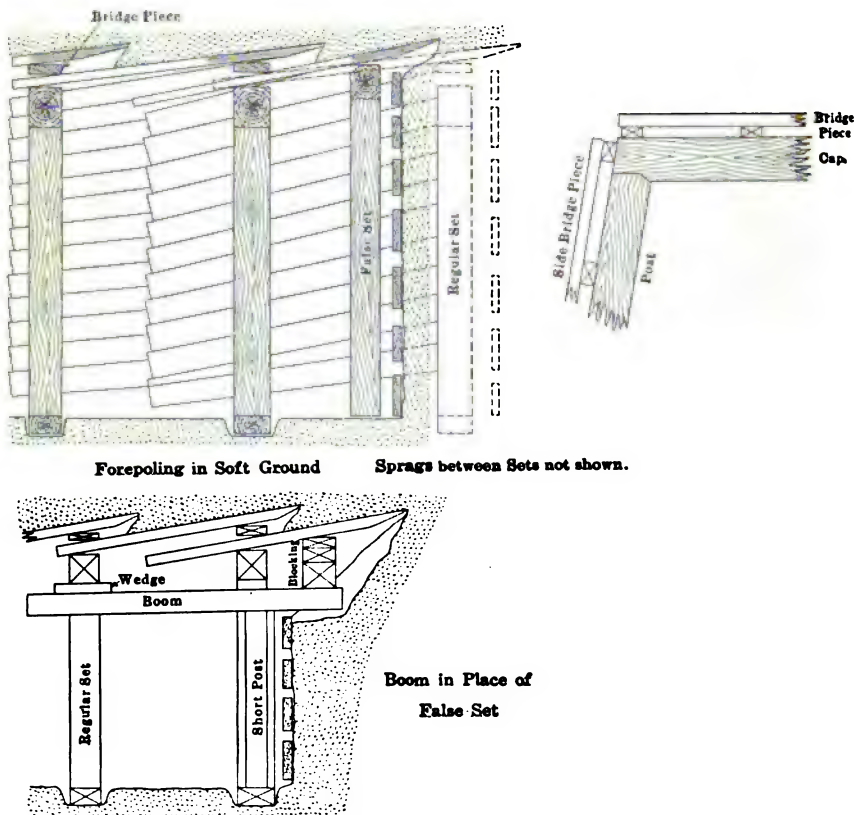 Bridge Piece
False Set
Regular Set
Bridge
Piece
Cap.
Side Bridge Piece
Post
Forepoling in Soft Ground Sprags between Sets not shown.
Wedge
Boom
Blocking
Regular Set
Short Post
Boom in Place of
False Set